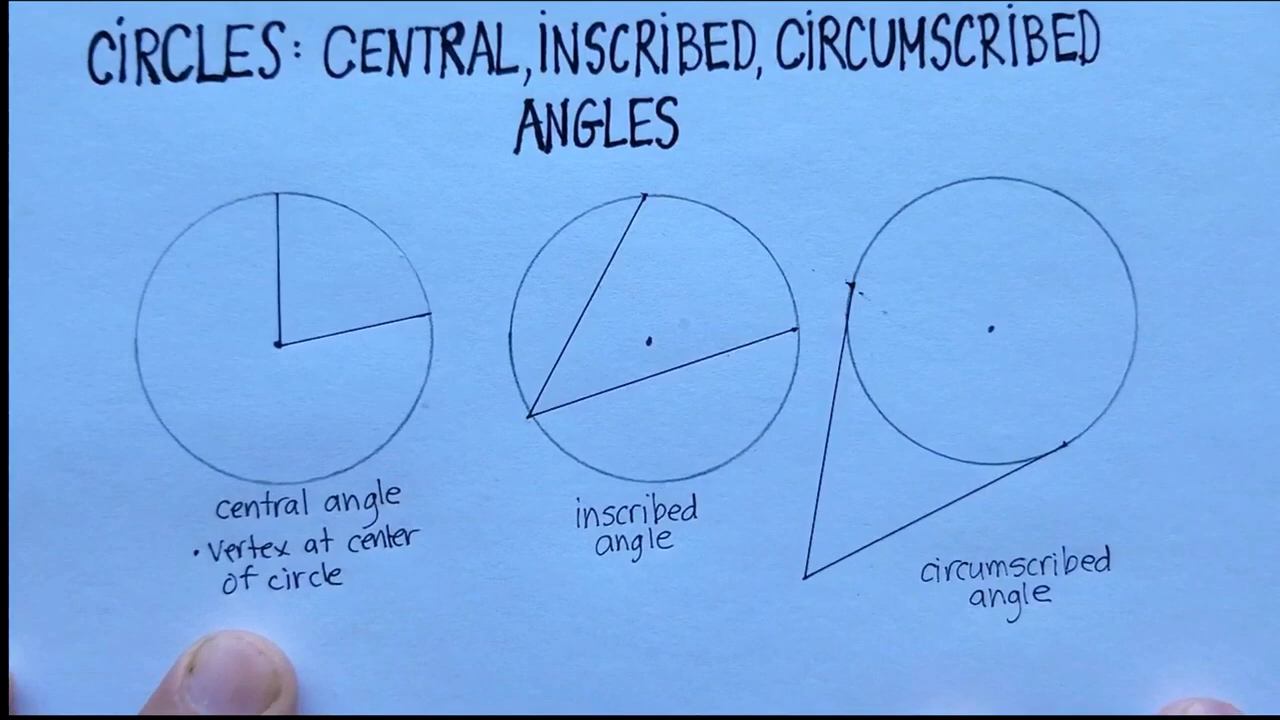 CIRCLES: CENTRAL, INSCRIBED, CIRCUMSCRIBED
ANGLES
central angle
• vertex at center
of circle
inscribed
angle
circumscribed
angle